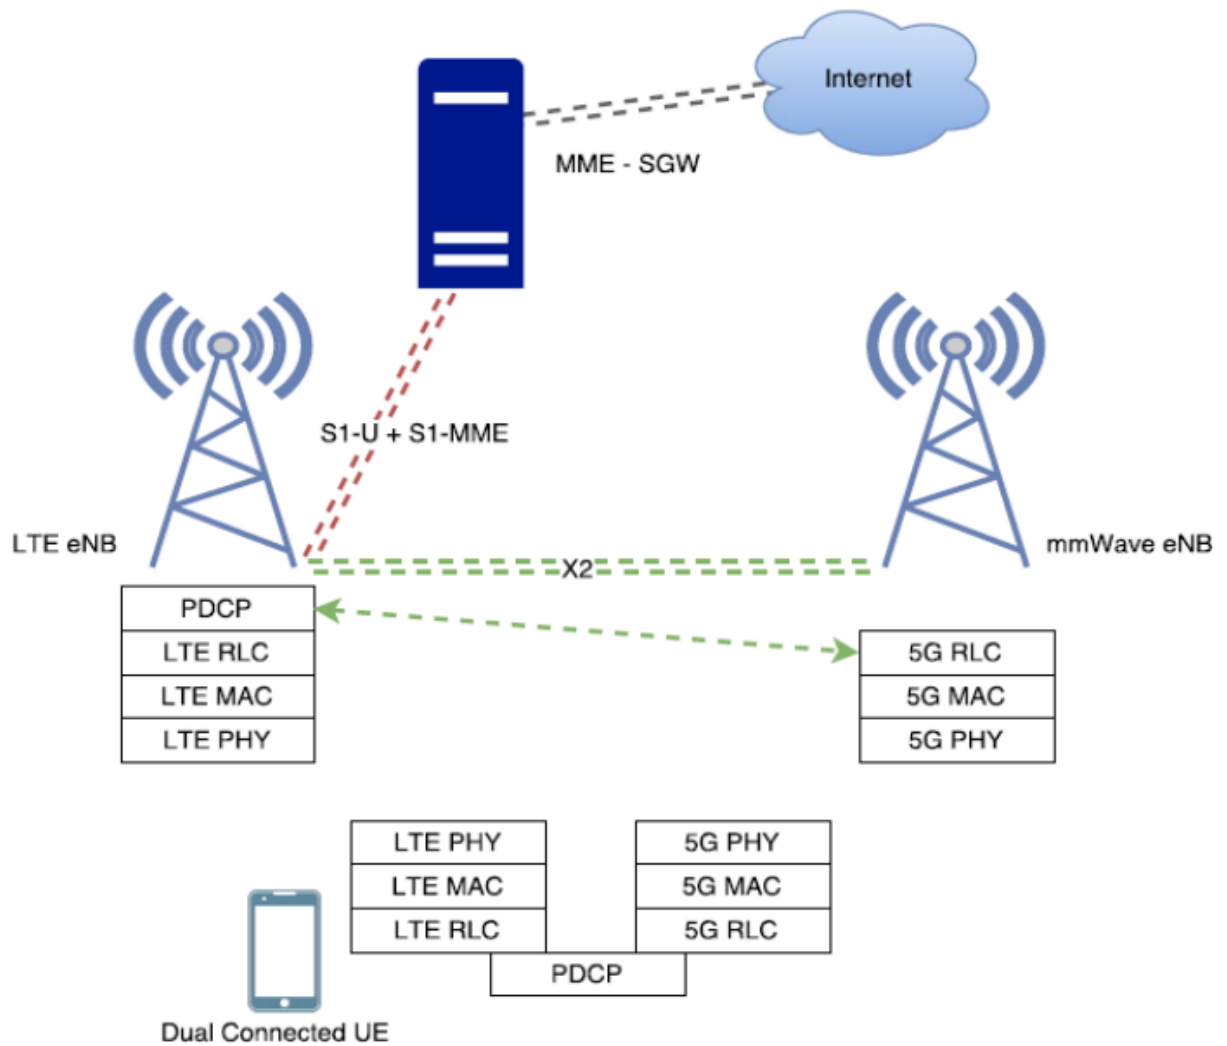 Internet
MME - SGW
S1-U + S1-MME
LTE eNB
X2
mmWave eNB
PDCP
LTE RLC
LTE MAC
LTE PHY
5G RLC
5G MAC
5G PHY
LTE PHY
LTE MAC
LTE RLC
5G PHY
5G MAC
5G RLC
PDCP
Dual Connected UE